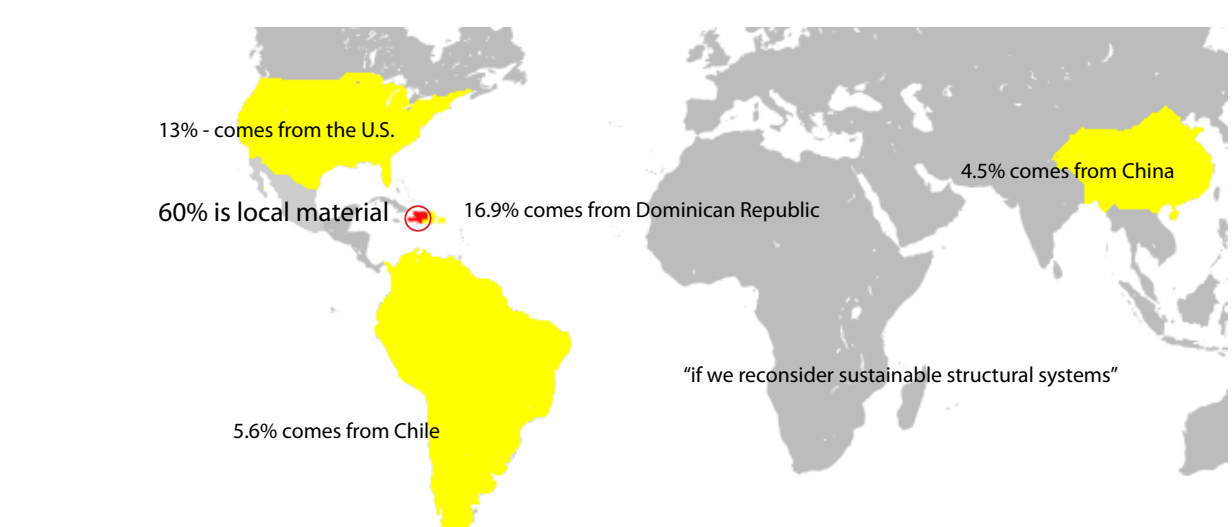 13% - comes from the U.S.
4.5% comes from China
60% is local material
16.9% comes from Dominican Republic
“if we reconsider sustainable structural systems”
5.6% comes from Chile